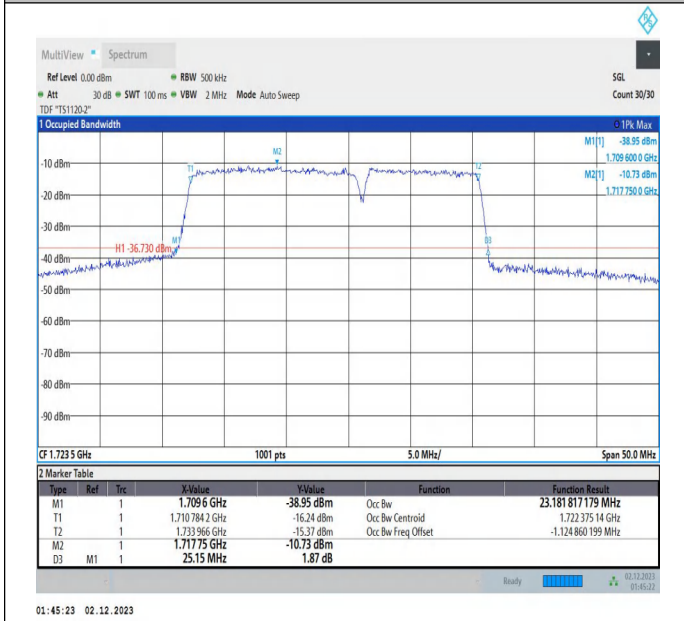 R S
MultiView Spectrum
Ref Level 0.00 dBm RBW 500 kHz SGL
Att 30 dB SWT 100 ms VBW 2 MHz Mode Auto Sweep Count 30/30
TDF "TS1120-2"
1 Occupied Bandwidth 1Pk Max
M1[1] -38.95 dBm
1.709 600 0 GHz
M2[1] -10.73 dBm
1.717 750 0 GHz
M2
-10 dBm
T1 T2
-20 dBm
-30 dBm
M1 D3
H1 -36.730 dBm
-40 dBm
-50 dBm
-60 dBm
-70 dBm
-80 dBm
-90 dBm
CF 1.723 5 GHz 1001 pts 5.0 MHz/ Span 50.0 MHz
2 Marker Table
Type Ref Trc X-Value Y-Value Function Function Result
M1 1 1.709 6 GHz -38.95 dBm Occ Bw 23.181 817 179 MHz
T1 1 1.710 784 2 GHz -16.24 dBm Occ Bw Centroid 1.722 375 14 GHz
T2 1 1.733 966 GHz -15.37 dBm Occ Bw Freq Offset -1.124 860 199 MHz
M2 1 1.717 75 GHz -10.73 dBm
D3 M1 1 25.15 MHz 1.87 dB
Ready 02.12.2023
01:45:22
01:45:23 02.12.2023